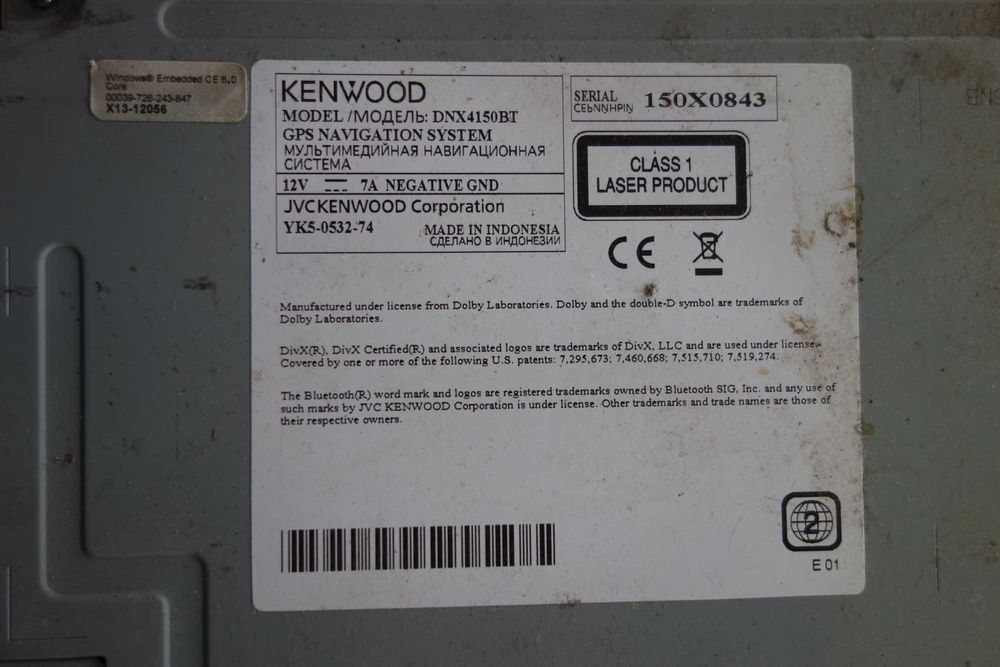 Windows® Embedded CE 6.0
Core
00039-726-243-847
X13-12056
KENWOOD
MODEL /МОДЕЛЬ: DNX4150BT
GPS NAVIGATION SYSTEM
МУЛЬТИМЕДИЙНАЯ НАВИГАЦИОННАЯ
СИСТЕМА
12V 7A NEGATIVE GND
JVCKENWOOD Corporation
YK5-0532-74 MADE IN INDONESIA
СДЕЛАНО В ИНДОНЕЗИИ
SERIAL 150X0843
CLASS 1
LASER PRODUCT
CE
Manufactured under license from Dolby Laboratories. Dolby and the double-D symbol are trademarks of
Dolby Laboratories.
DivX(R), DivX Certified(R) and associated logos are trademarks of DivX, LLC and are used under license.
Covered by one or more of the following U.S. patents: 7,295,673; 7,460,668; 7,515,710; 7,519,274.
The Bluetooth(R) word mark and logos are registered trademarks owned by Bluetooth SIG, Inc. and any use of
such marks by JVC KENWOOD Corporation is under license. Other trademarks and trade names are those of
their respective owners.
2
E 01